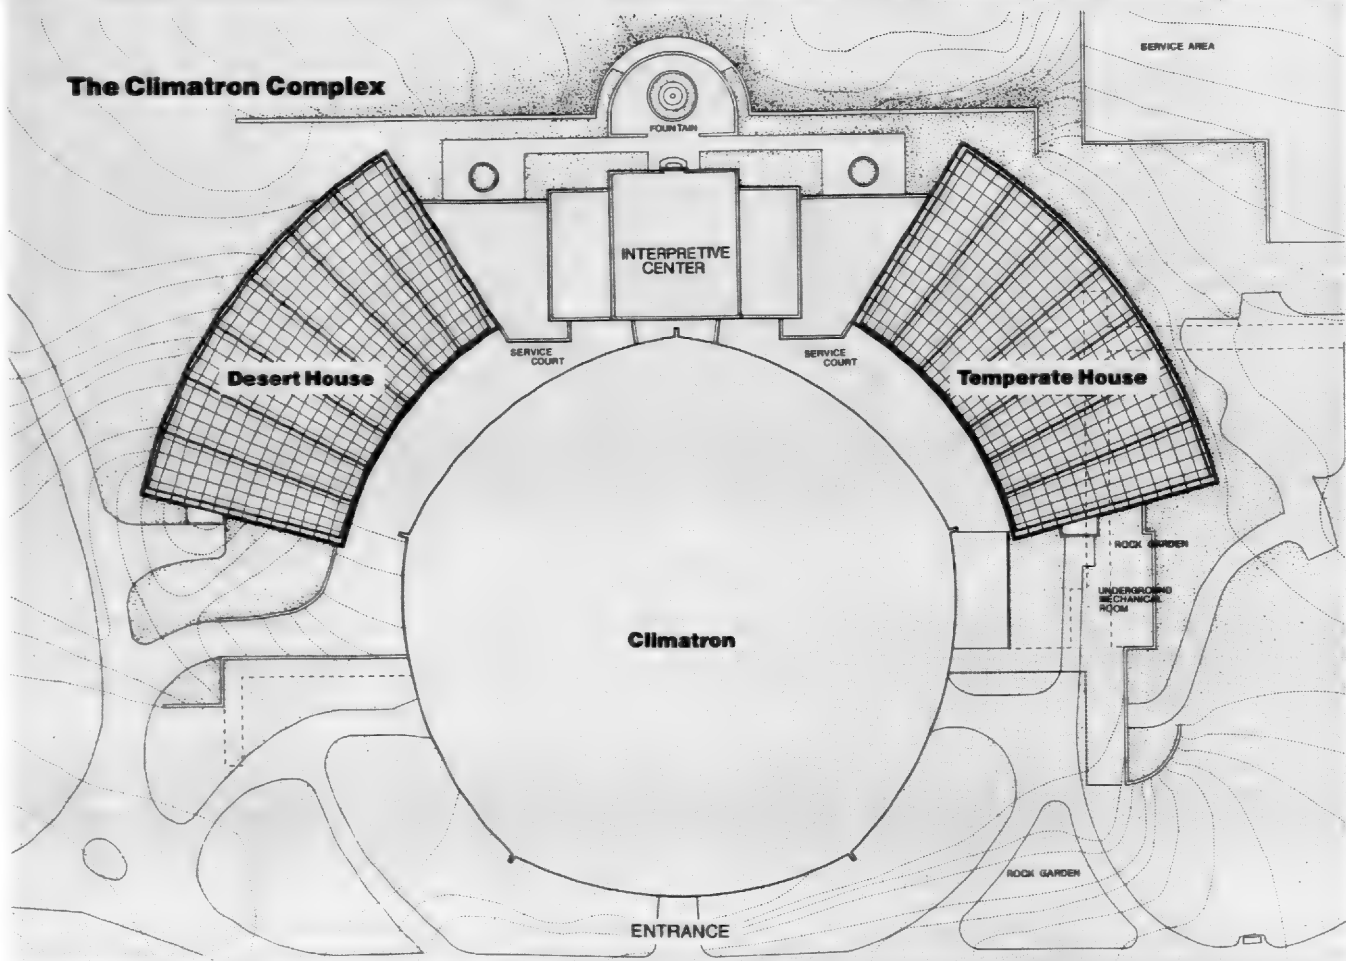 SERVICE AREA
The Climatron Complex
FOUNTAIN
INTERPRETIVE
CENTER
SERVICE
COURT
SERVICE
COURT
Desert House
Temperate House
ROCK GARDEN
UNDERGROUND
MECHANICAL
ROOM
Climatron
ROCK GARDEN
ENTRANCE